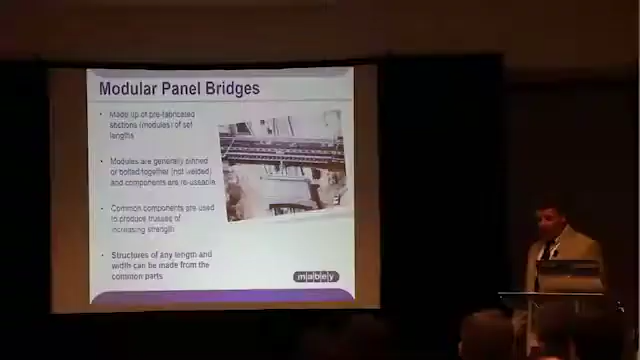 Modular Panel Bridges
• Made up of pre-fabricated
sections (modules) of set
lengths
• Modules are generally pinned
or bolted together (not welded)
and components are re-useable
• Common components are used
to produce trusses of
increasing strength
• Structures of any length and
width can be made from the
common parts
mabey